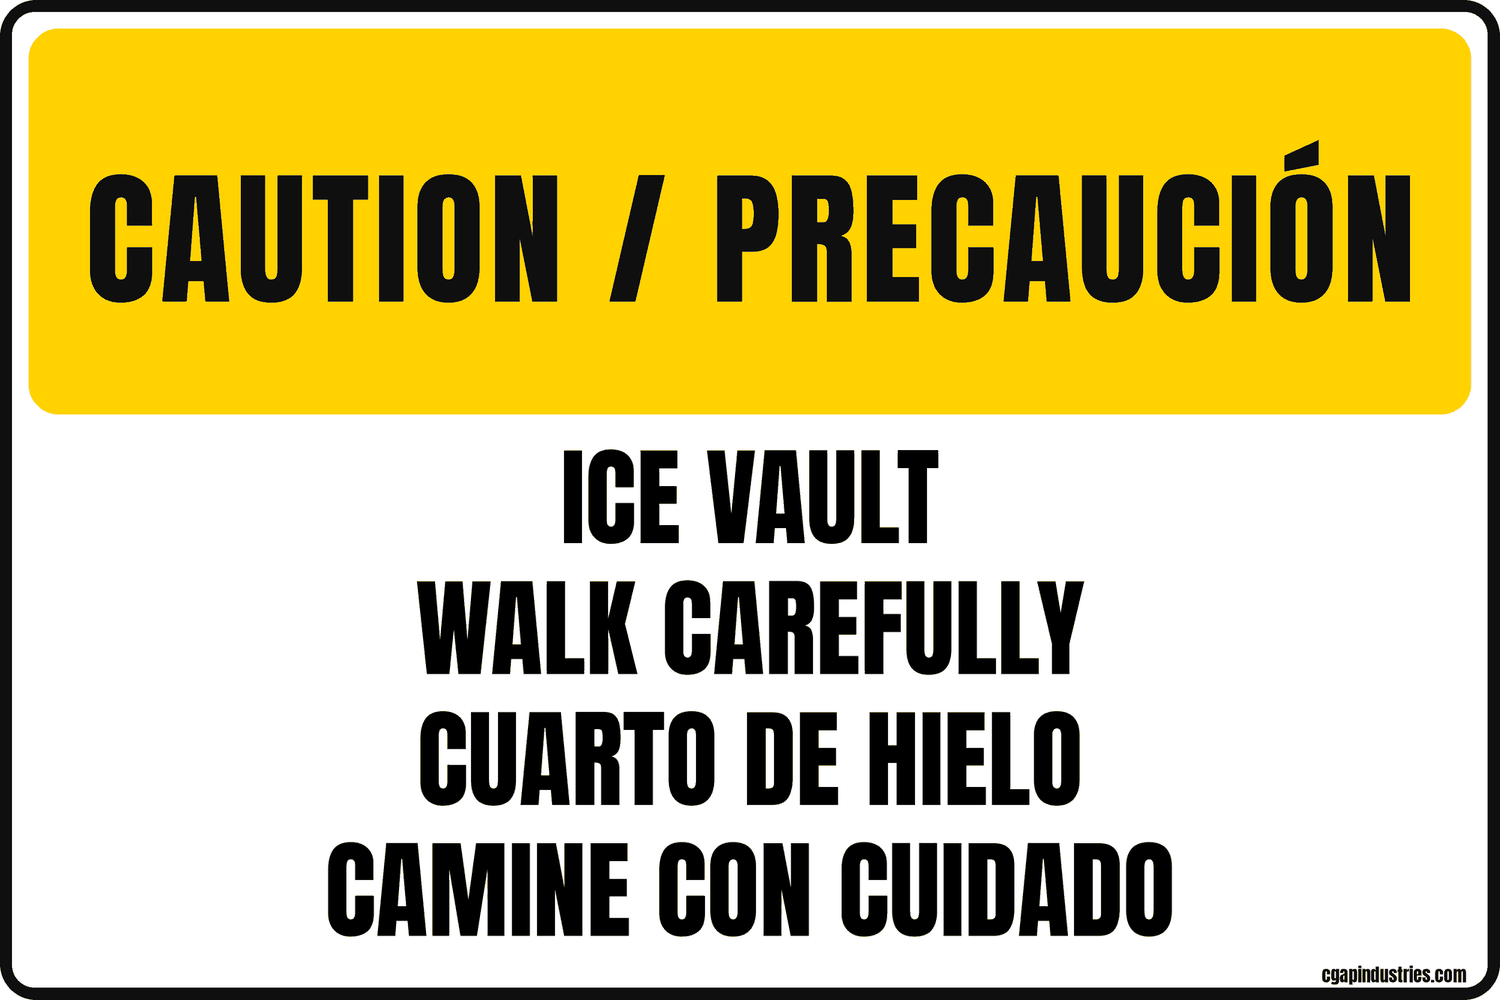 CAUTION / PRECAUCIÓN
ICE VAULT
WALK CAREFULLY
CUARTO DE HIELO
CAMINE CON CUIDADO
cgapindustries.com